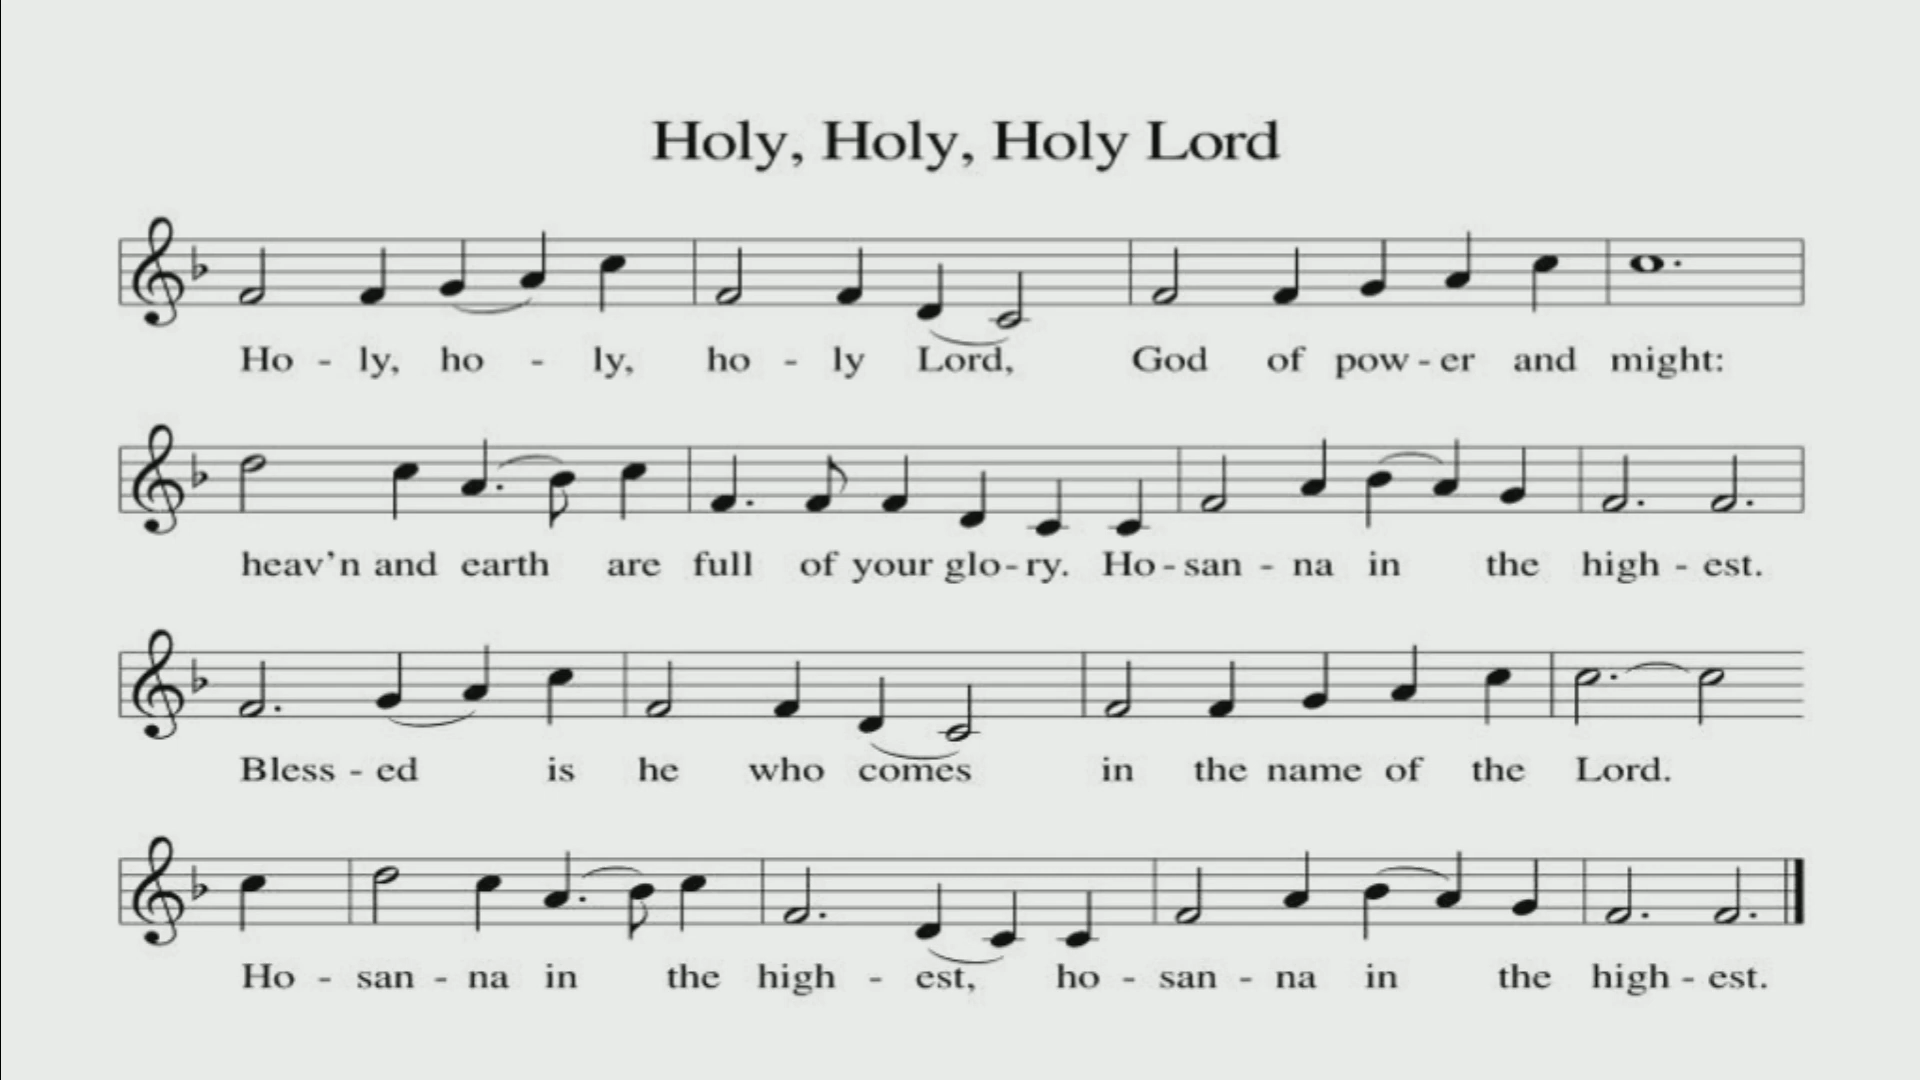 Holy, Holy, Holy Lord
Ho - ly, ho - ly, ho - ly Lord, God of pow - er and might:
heav’n and earth are full of your glo - ry. Ho - san - na in the high - est.
Bless - ed is he who comes in the name of the Lord.
Ho - san - na in the high - est, ho - san - na in the high - est.